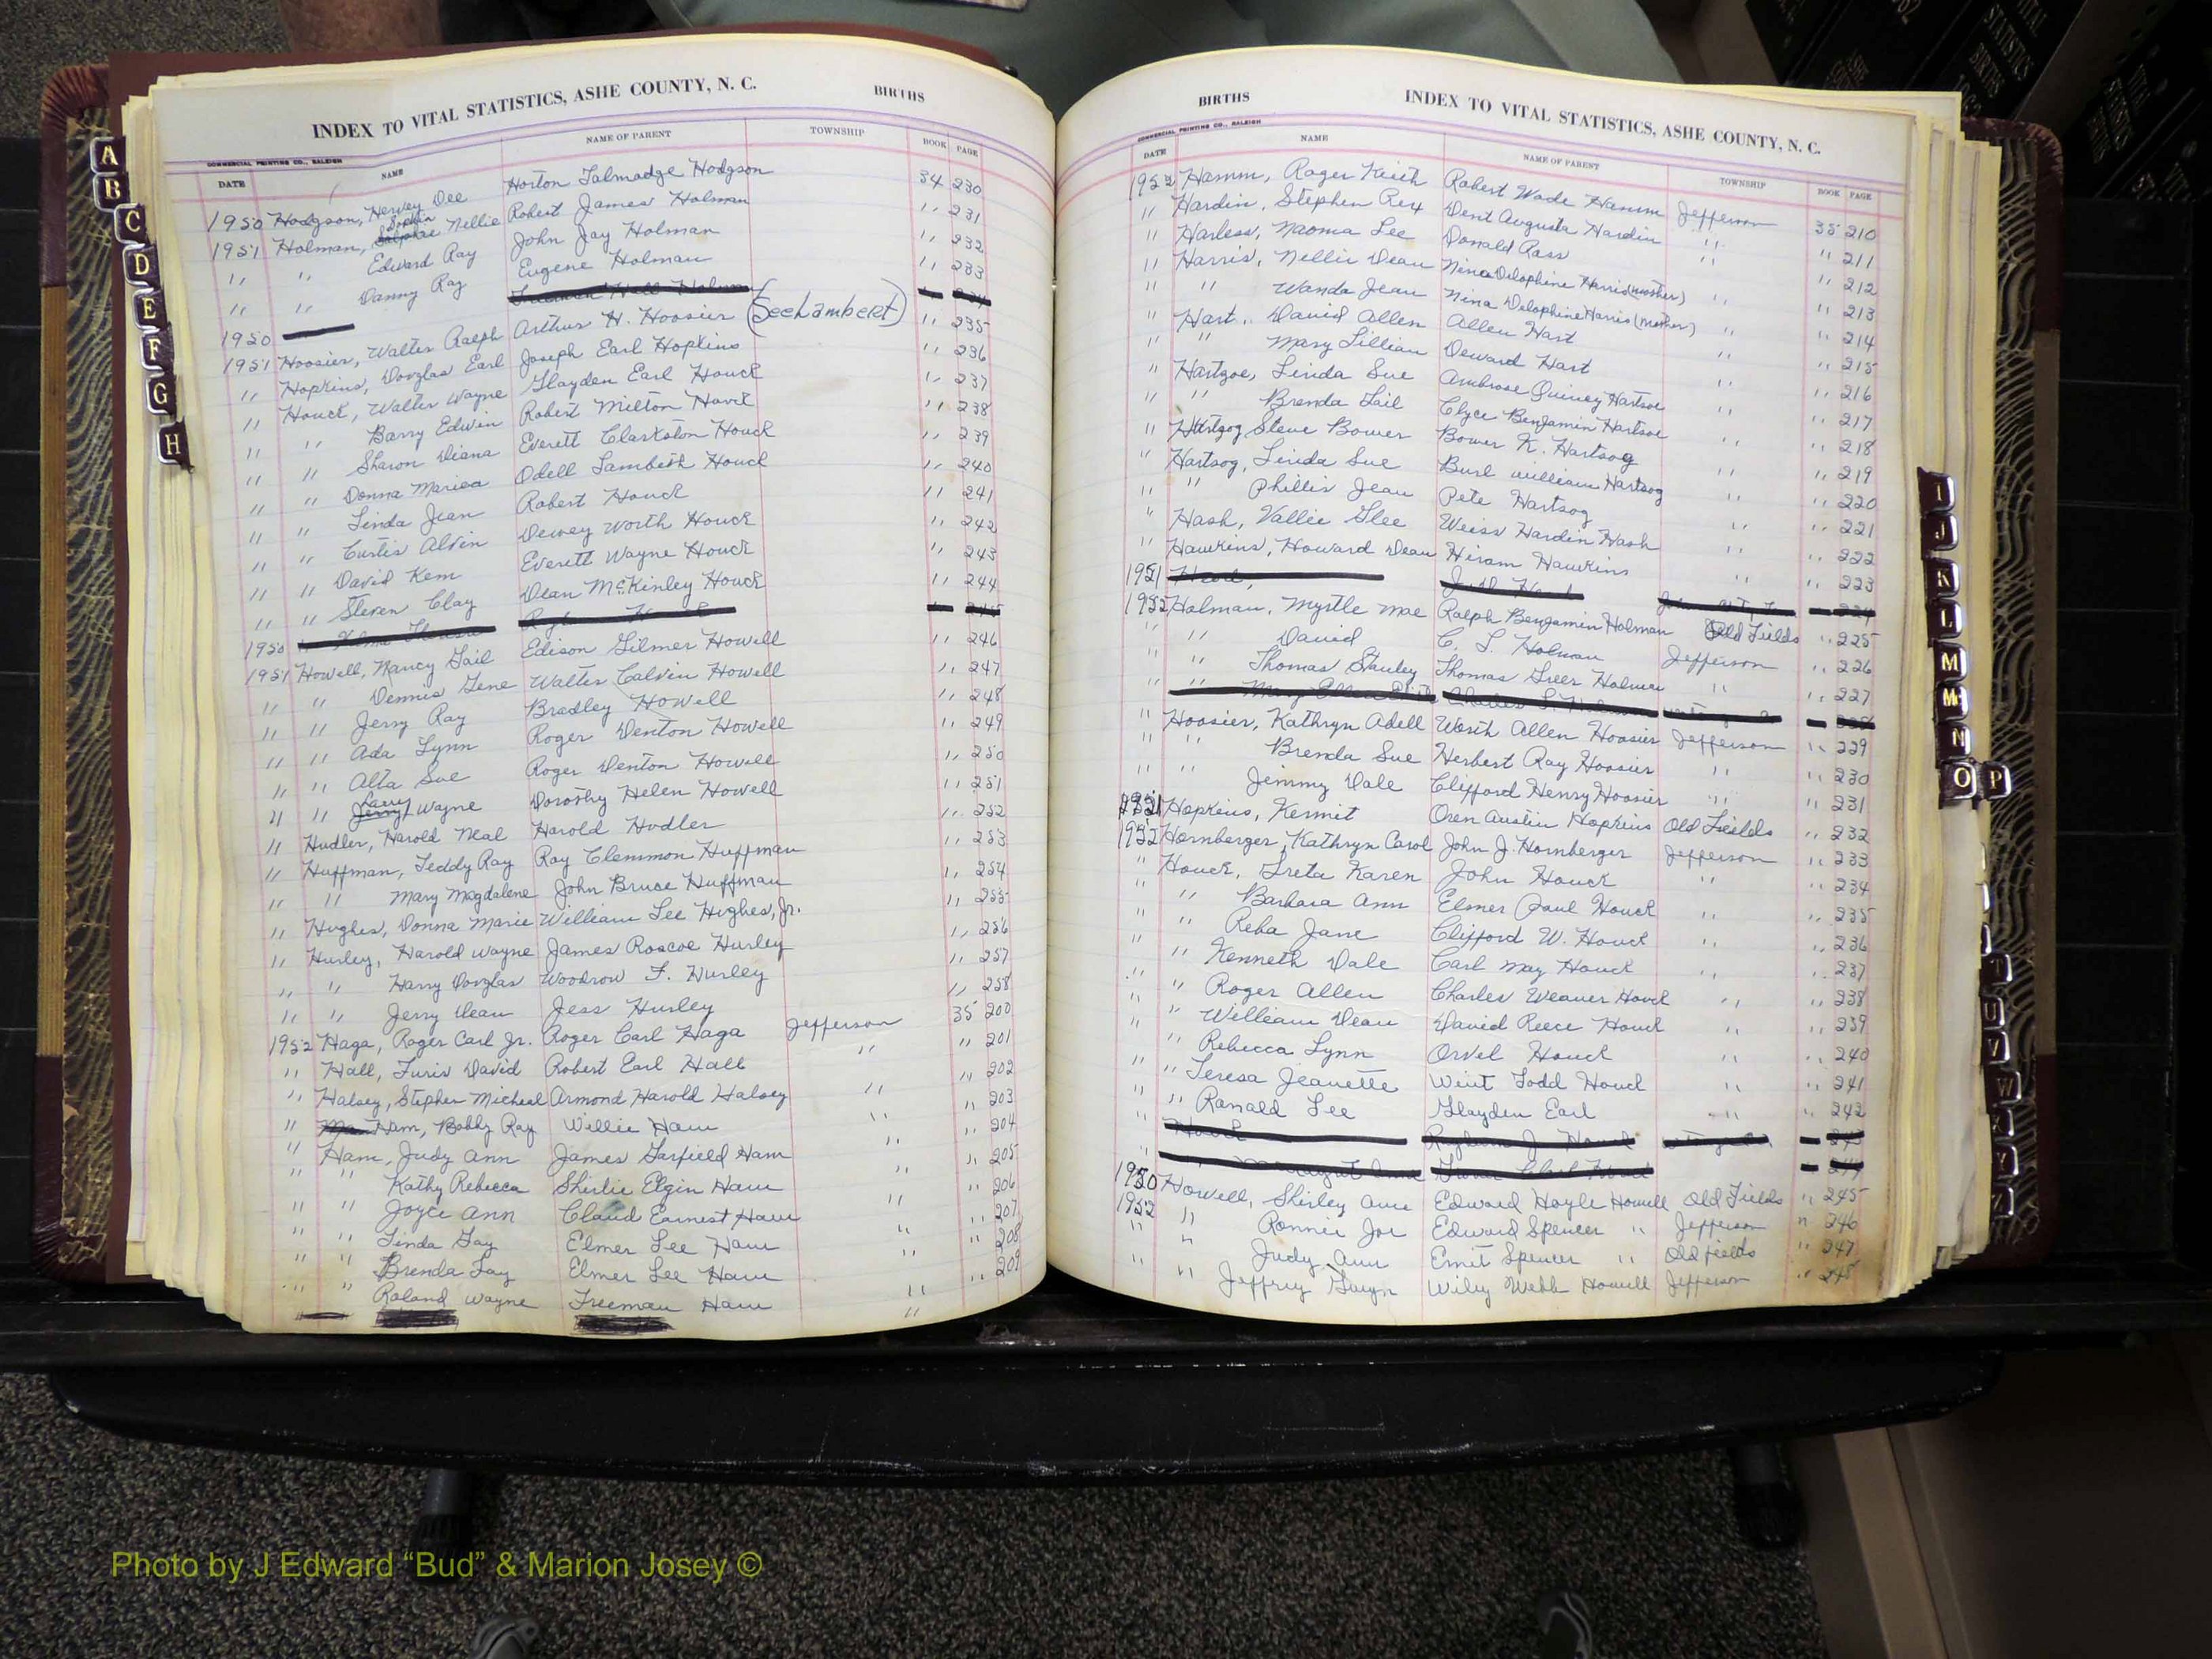 INDEX TO VITAL STATISTICS, ASHE COUNTY, N. C. BIRTHS
COMMERCIAL PRINTING CO., RALEIGH
DATE NAME NAME OF PARENT TOWNSHIP BOOK PAGE
1950 Hodgson, Hervey Dee Horton Talmadge Hodgson 34 230
1951 Holman, Nellie Robert James Holman " 231
" " Edward Ray John Jay Holman " 232
" " Danny Ray Eugene Holman " 233
1950 (See Lambert)
1951 Hoosier, Walter Ralph Arthur H. Hoosier " 235
" Hopkins, Douglas Earl Joseph Earl Hopkins " 236
" Houck, Walter Wayne Glayden Earl Houck " 237
" " Barry Edwin Robert Milton Houck " 238
" " Sharon Diana Everett Clarkston Houck " 239
" " Donna Odell Lambeth Houck " 240
" " Linda Jean Robert Houck " 241
" " Curtis Alvin Dewey Worth Houck " 242
" " David Kem Everett Wayne Houck " 243
" " Steven Clay Dean McKinley Houck " 244
1950
1951 Howell, Nancy Gail Edison Gilmer Howell " 246
" " Dennis Gene Walter Calvin Howell " 247
" " Jerry Ray Bradley Howell " 248
" " Ada Lynn Roger Denton Howell " 249
" " Alta Sue Roger Denton Howell " 250
" " Larry Wayne Dorothy Helen Howell " 251
" Hudler, Harold Neal Harold Hudler " 252
" Huffman, Teddy Ray Ray Clemmon Huffman " 253
" " Mary Magdalene John Bruce Huffman " 254
" Hughes, Donna Marie William Lee Hughes, Jr. " 255
" Hurley, Harold Wayne James Roscoe Hurley " 256
" " Harry Douglas Woodrow F. Hurley " 257
" " Jerry Dean Jess Hurley " 258
1952 Haga, Roger Carl Jr. Roger Carl Haga Jefferson 35 200
" Hall, Furis David Robert Earl Hall " " 201
" Halsey, Stephen Micheal Armond Harold Halsey " " 202
" Ham, Bobby Ray Willie Ham " " 203
" Ham, Judy Ann James Garfield Ham " " 204
" " Kathy Rebecca Shirlie Elgin Ham " " 205
" " Joyce Ann Claud Earnest Ham " " 206
" " Linda Gay Elmer Lee Ham " " 207
" " Brenda Fay Elmer Lee Ham " " 208
" " Roland Wayne Freeman Ham " " 209
BIRTHS INDEX TO VITAL STATISTICS, ASHE COUNTY, N. C.
COMMERCIAL PRINTING CO., RALEIGH
DATE NAME NAME OF PARENT TOWNSHIP BOOK PAGE
1952 Hamm, Roger Keith Robert Wade Hamm Jefferson 35 210
" Hardin, Stephen Rex Dent Augusta Hardin " " 211
" Harless, Naoma Lee Donald Ross " " 212
" Harris, Nellie Dean Nina Delophine Harris (mother) " " 213
" " Wanda Jean Nina Delophine Harris (mother) " " 214
" Hart, David Allen Allen Hart " " 215
" " Mary Lillian Deward Hart " " 216
" Hartzoe, Linda Sue Ambrose Quincy Hartsoe " " 217
" " Brenda Gail Clyce Benjamin Hartsoe " " 218
" Hartzog Steve Bower Bower K. Hartsog " " 219
" Hartsog, Linda Sue Burl William Hartsog " " 220
" " Phillis Jean Pete Hartsog " " 221
" Hash, Vallie Glee Weiss Hardin Hash " " 222
" Hawkins, Howard Dean Hiram Hawkins " " 223
1951
1952 Holman, Myrtle Mae Ralph Benjamin Holman Old Fields " 225
" " David C. L. Holman Jefferson " 226
" " Thomas Stanley Thomas Greer Holman " " 227
" Hoosier, Kathryn Adell Worth Allen Hoosier Jefferson " 229
" " Brenda Sue Herbert Ray Hoosier " " 230
" " Jimmy Dale Clifford Henry Hoosier " " 231
1951 Hopkins, Kermit Oren Austin Hopkins Old Fields " 232
1952 Hornberger, Kathryn Carol John J. Hornberger Jefferson " 233
" Houck, Greta Karen John Houck " " 234
" " Barbara Ann Elmer Paul Houck " " 235
" " Reba Jane Clifford W. Houck " " 236
" " Kenneth Dale Carl May Houck " " 237
" " Roger Allen Charles Weaver Houck " " 238
" " William Dean David Reece Houck " " 239
" " Rebecca Lynn Orvel Houck " " 240
" " Teresa Jeanette Wint Todd Houck " " 241
" " Ronald Lee Glayden Earl " " 242
1950 Howell, Shirley Ann Edward Hoyle Howell Old Fields " 245
1952 " Ronnie Joe Edward Spencer " Jefferson " 246
" " Judy Ann Emit Spencer " Old fields " 247
" " Jeffrey Gwyn Wiley Webb Howell Jefferson " 248
A
B
C
D
E
F
G
H
I
J
K
L
M
Mc
N
O P
T
U
V
W
VITAL STATISTICS BIRTHS
Photo by J Edward “Bud” & Marion Josey ©